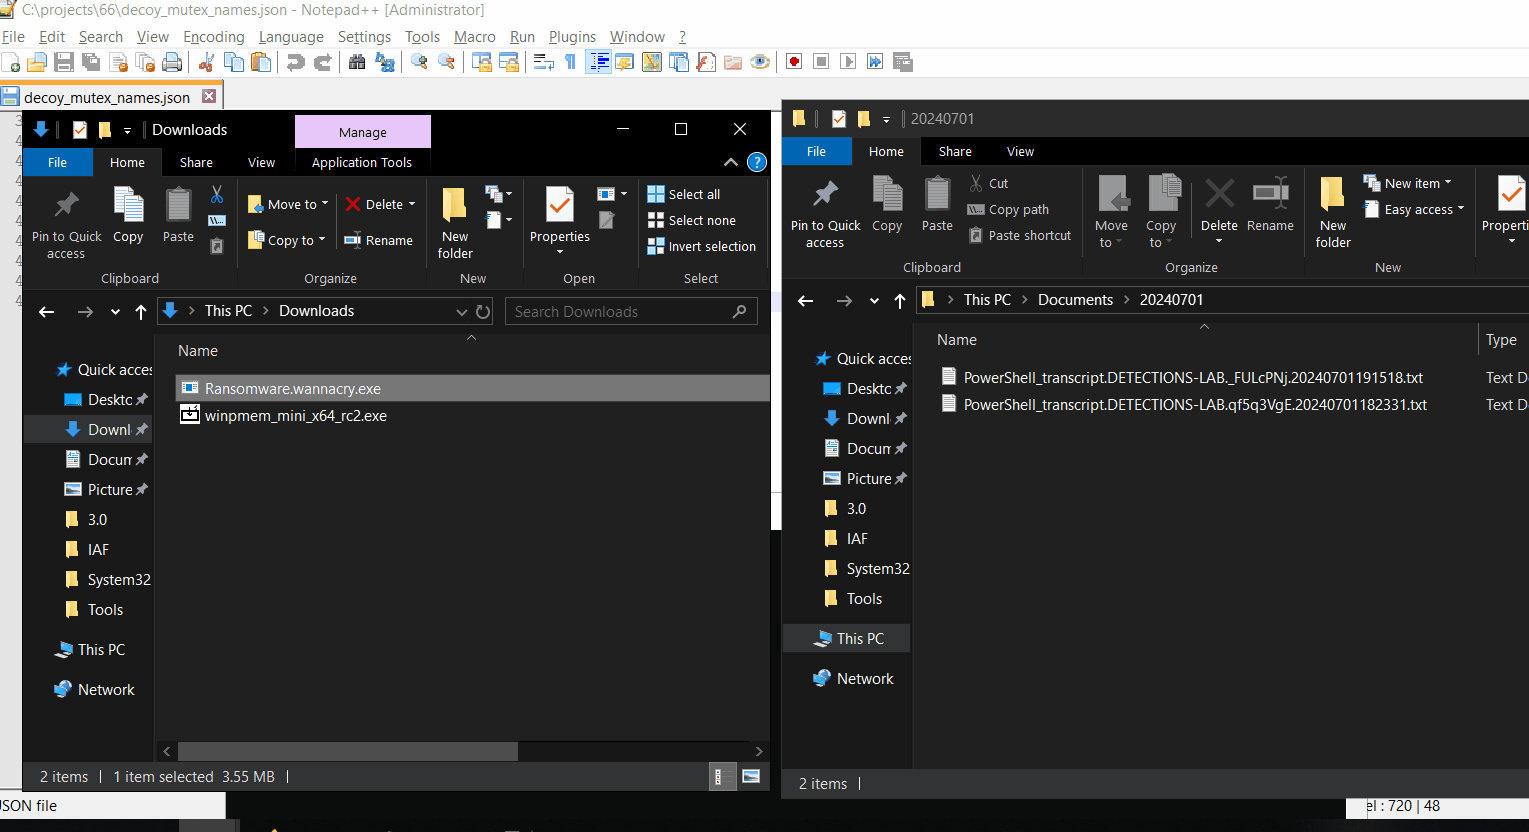 C:\projects\66\decoy_mutex_names.json - Notepad++ [Administrator]
File Edit Search View Encoding Language Settings Tools Macro Run Plugins Window ?
decoy_mutex_names.json
Downloads
Manage
File Home Share View Application Tools
Pin to Quick access
Copy
Paste
Move to
Copy to
Delete
Rename
New folder
Properties
Select all
Select none
Invert selection
Clipboard Organize New Open Select
This PC > Downloads
Search Downloads
Name
Quick acces
Deskto
Downl
Docum
Picture
3.0
IAF
System32
Tools
This PC
Network
Ransomware.wannacry.exe
winpmem_mini_x64_rc2.exe
2 items | 1 item selected 3.55 MB |
20240701
File Home Share View
Pin to Quick access
Copy
Paste
Cut
Copy path
Paste shortcut
Move to
Copy to
Delete
Rename
New folder
New item
Easy access
Properti
Clipboard Organize New
This PC > Documents > 20240701
Name Type
Quick acces
Deskto
Downl
Docum
Picture
3.0
IAF
System32
Tools
This PC
Network
PowerShell_transcript.DETECTIONS-LAB._FULcPNj.20240701191518.txt Text D
PowerShell_transcript.DETECTIONS-LAB.qf5q3VgE.20240701182331.txt Text D
2 items |
JSON file
el : 720 | 48